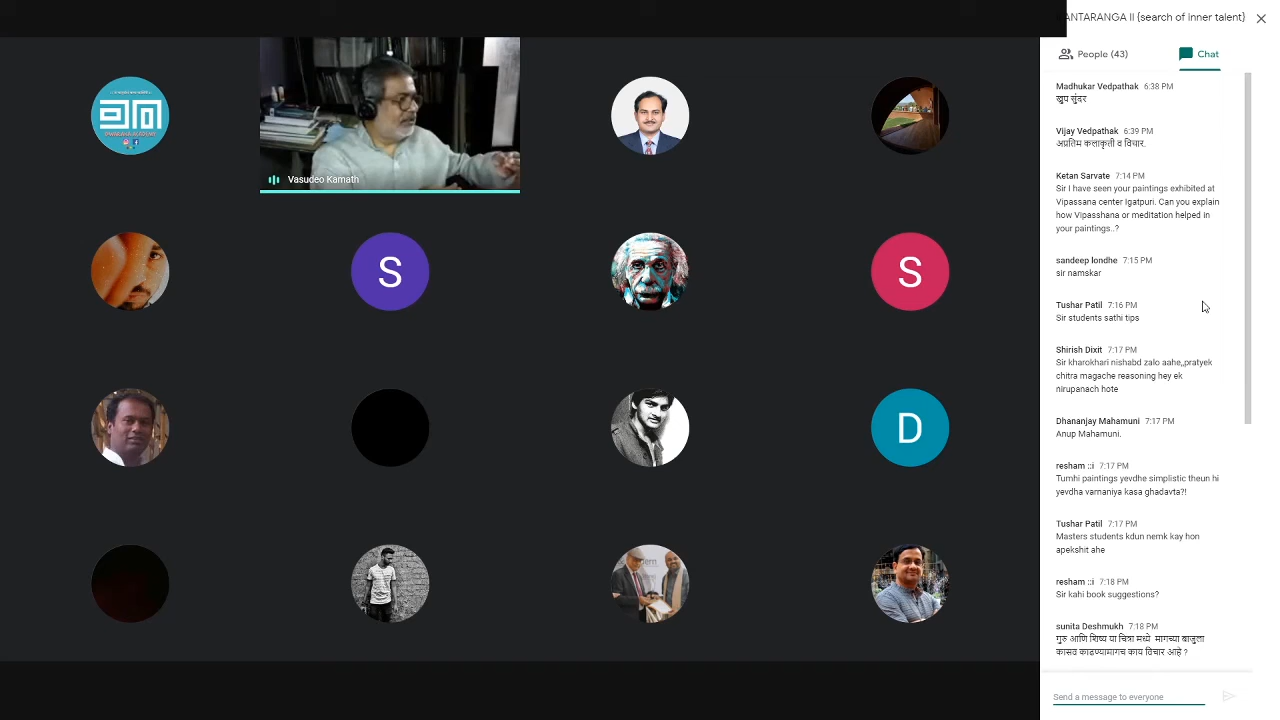 ANTARANGA II {search of Inner talent}
People (43)
Chat
Madhukar Vedpathak 6:38 PM
खुप सुंदर
Vijay Vedpathak 6:39 PM
अप्रतिम कलाकृती व विचार.
Ketan Sarvate 7:14 PM
Sir I have seen your paintings exhibited at
Vipassana center Igatpuri. Can you explain
how Vipasshana or meditation helped in
your paintings..?
sandeep londhe 7:15 PM
sir namskar
Tushar Patil 7:16 PM
Sir students sathi tips
Shirish Dixit 7:17 PM
Sir kharokhari nishabd zalo aahe,,pratyek
chitra magache reasoning hey ek
nirupanach hote
Dhananjay Mahamuni 7:17 PM
Anup Mahamuni.
resham ::i 7:17 PM
Tumhi paintings yevdhe simplistic theun hi
yevdha varnaniya kasa ghadavta?!
Tushar Patil 7:17 PM
Masters students kdun nemk kay hon
apekshit ahe
resham ::i 7:18 PM
Sir kahi book suggestions?
sunita Deshmukh 7:18 PM
गुरु आणि शिष्य या चित्रा मध्ये मागच्या बाजुला
कासव काढण्यामागच काय विचार आहे ?
Send a message to everyone
Vasudeo Kamath
S
S
D